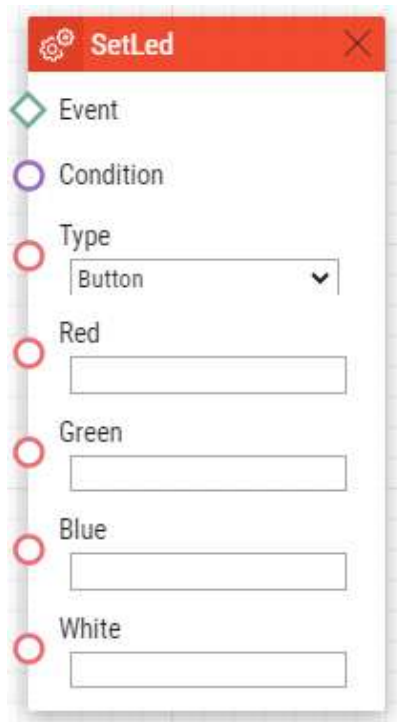 SetLed
Event
Condition
Type
Button
Red
Green
Blue
White